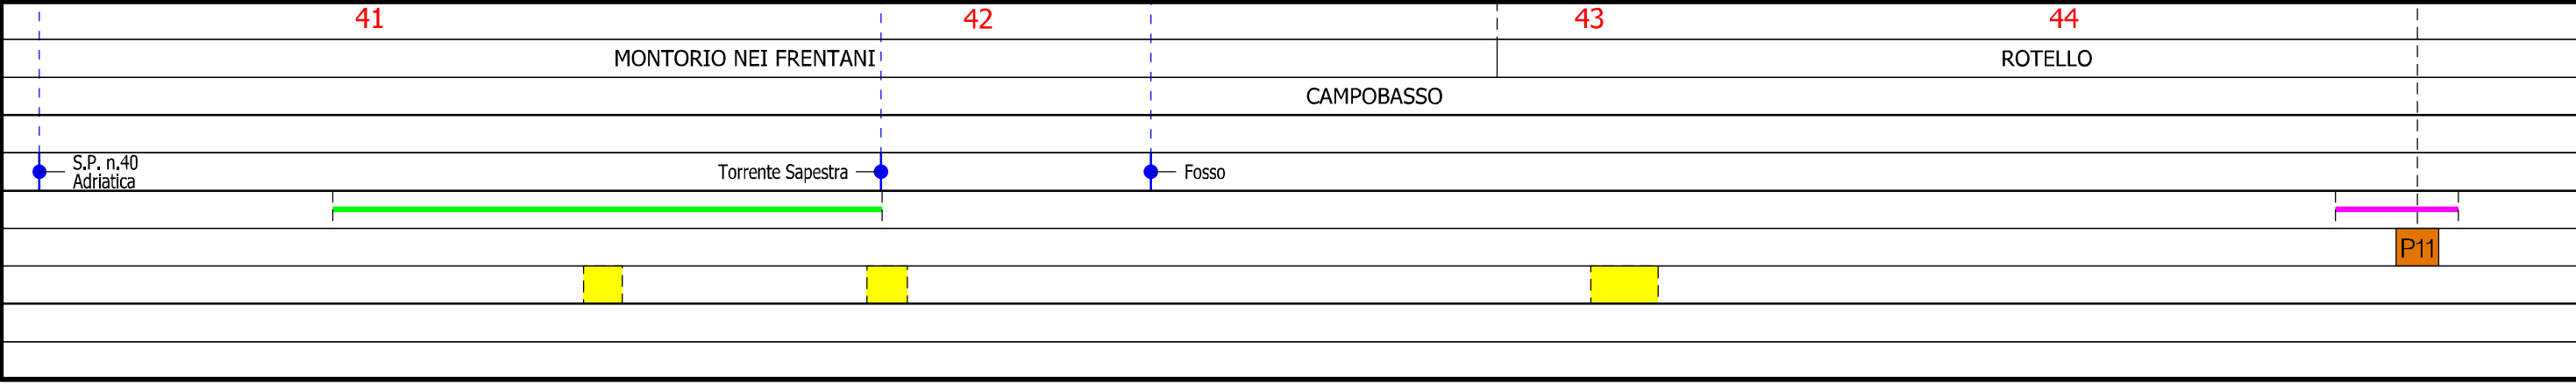 41 42 43 44
MONTORIO NEI FRENTANI ROTELLO
CAMPOBASSO
S.P. n.40
Adriatica
Torrente Sapestra
Fosso
P11